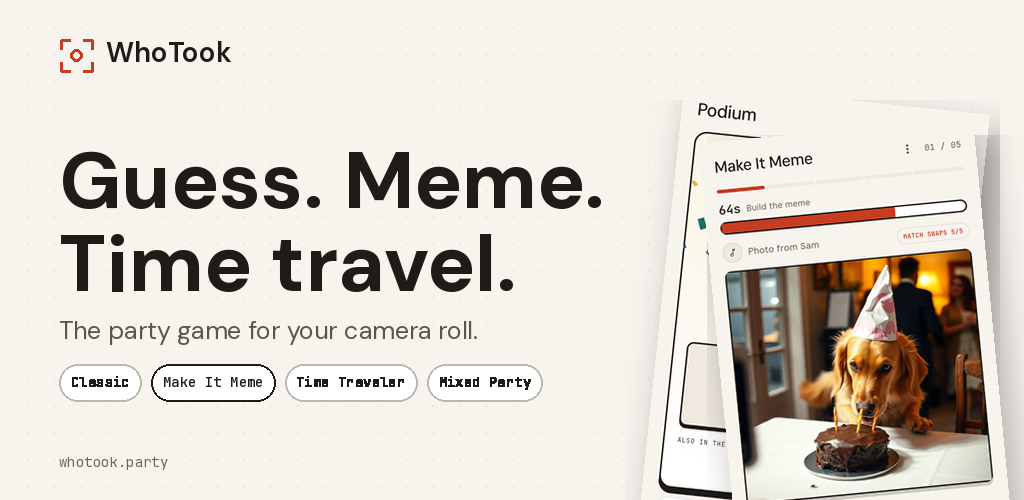 WhoTook
Guess. Meme.
Time travel.
The party game for your camera roll.
Classic
Make It Meme
Time Traveler
Mixed Party
whotook.party
Podium
Make It Meme
01 / 05
64s Build the meme
MATCH SWAPS 5/5
Photo from Sam
ALSO IN THE